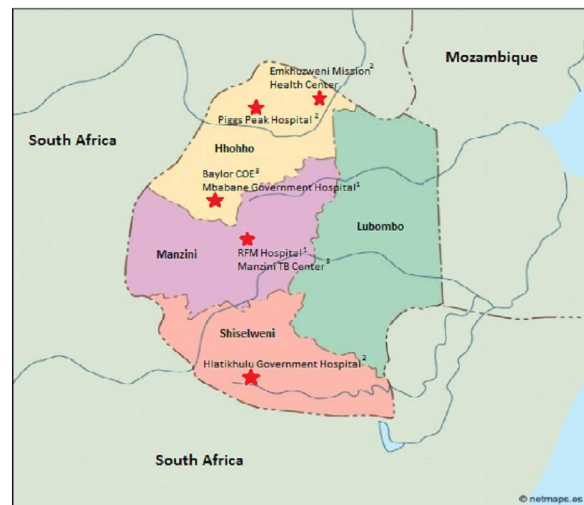 Mozambique
Emkhuzweni Mission²
Health Center
Piggs Peak Hospital ²
South Africa
Hhohho
Baylor COE³
Mbabane Government Hospital¹
Lubombo
Manzini
RFM Hospital¹
Manzini TB Center³
Shiselweni
Hlatikhulu Government Hospital²
South Africa
© netmaps.es